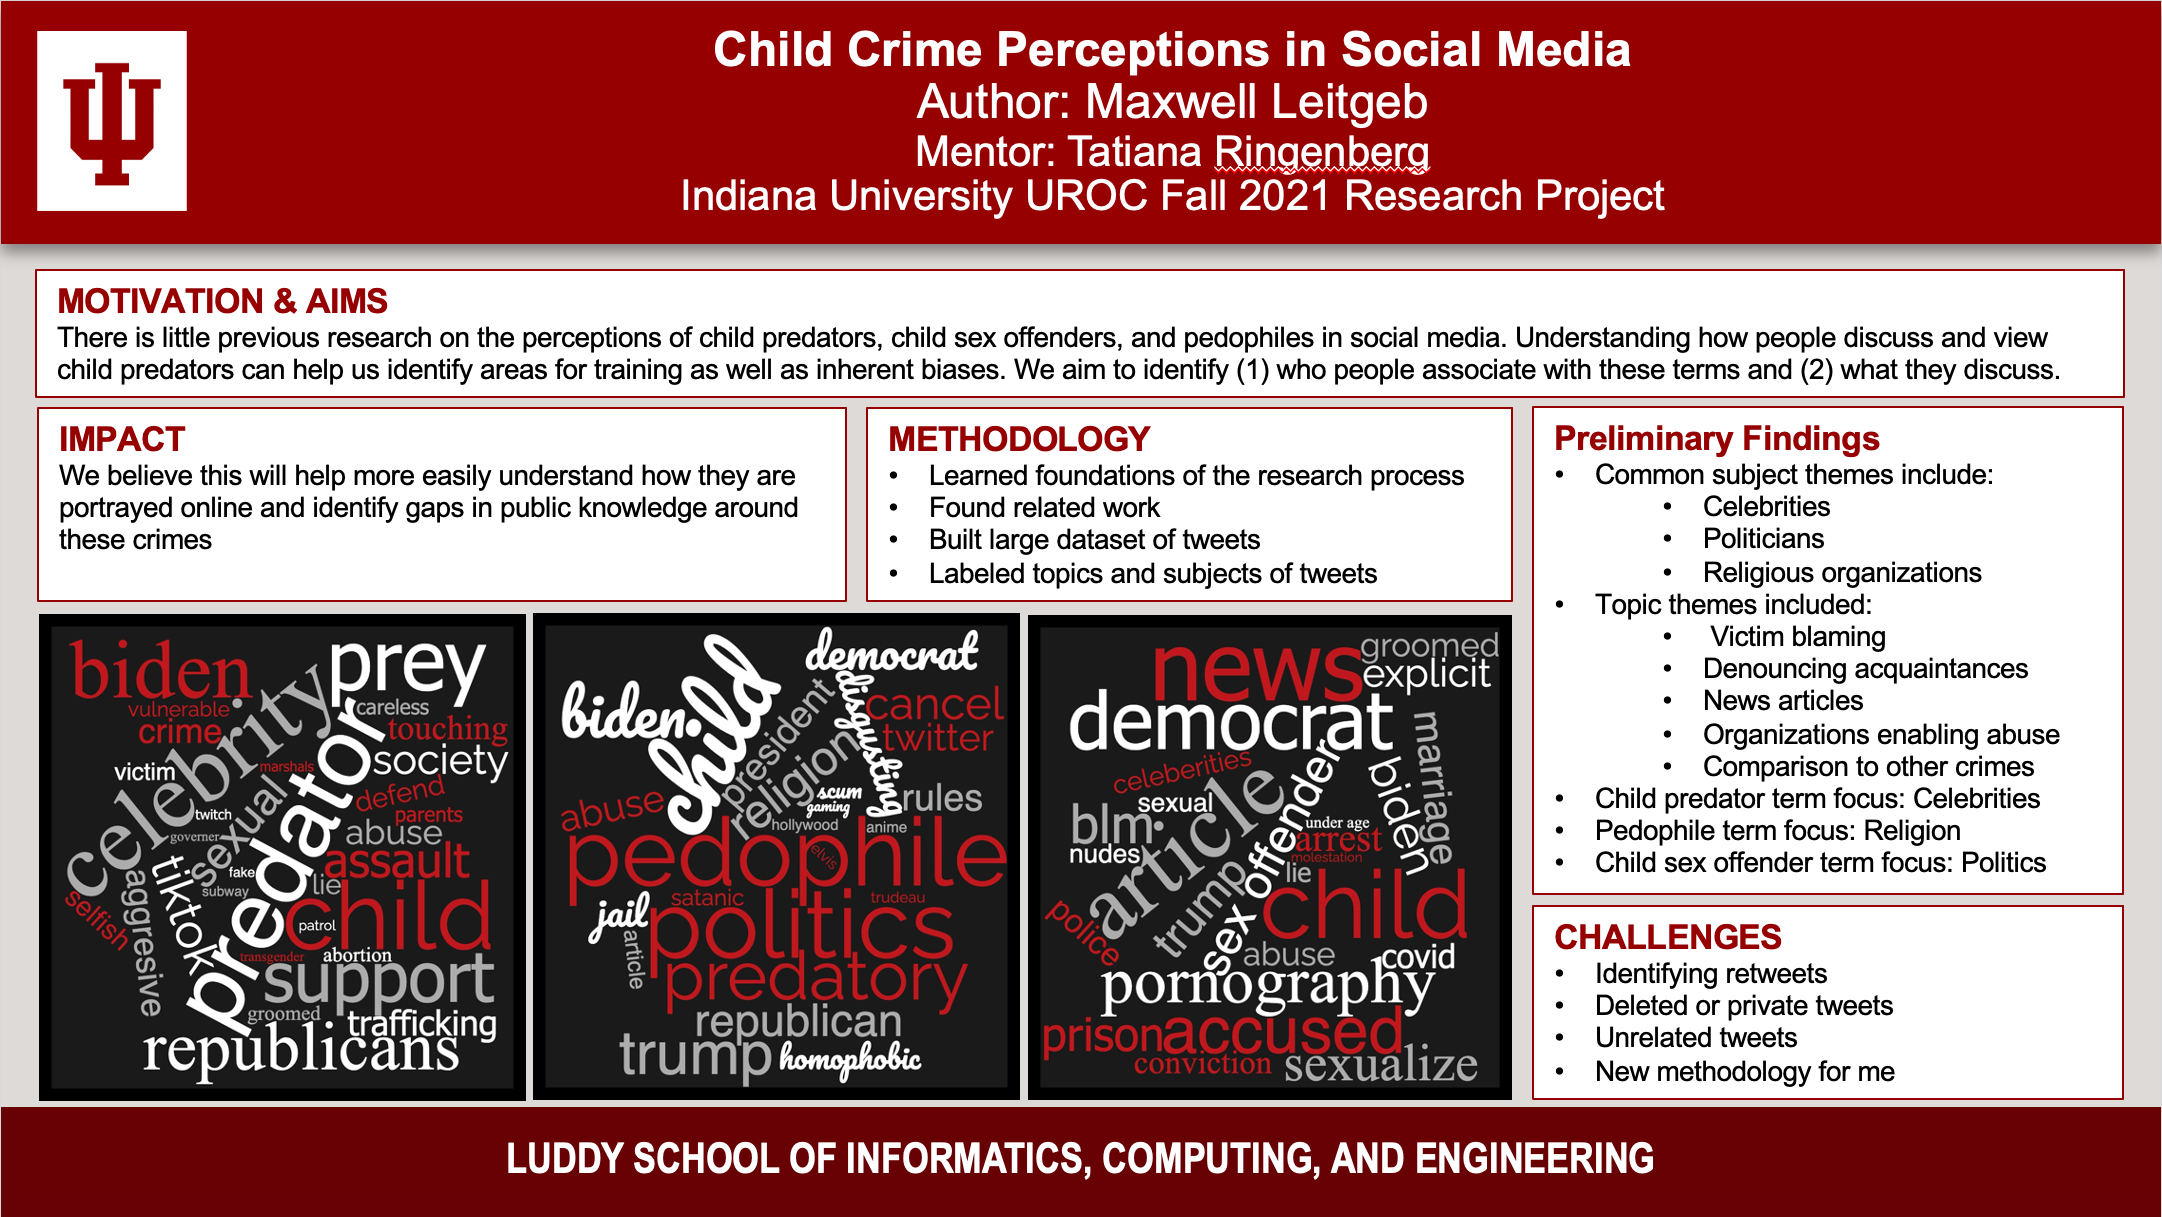 Child Crime Perceptions in Social Media
Author: Maxwell Leitgeb
Mentor: Tatiana Ringenberg
Indiana University UROC Fall 2021 Research Project
MOTIVATION & AIMS
There is little previous research on the perceptions of child predators, child sex offenders, and pedophiles in social media. Understanding how people discuss and view
child predators can help us identify areas for training as well as inherent biases. We aim to identify (1) who people associate with these terms and (2) what they discuss.
IMPACT
We believe this will help more easily understand how they are
portrayed online and identify gaps in public knowledge around
these crimes
METHODOLOGY
• Learned foundations of the research process
• Found related work
• Built large dataset of tweets
• Labeled topics and subjects of tweets
Preliminary Findings
• Common subject themes include:
• Celebrities
• Politicians
• Religious organizations
• Topic themes included:
• Victim blaming
• Denouncing acquaintances
• News articles
• Organizations enabling abuse
• Comparison to other crimes
• Child predator term focus: Celebrities
• Pedophile term focus: Religion
• Child sex offender term focus: Politics
CHALLENGES
• Identifying retweets
• Deleted or private tweets
• Unrelated tweets
• New methodology for me
biden
prey
vulnerable
crime
celebrity
careless
touching
society
victim
marshals
predator
defend
parents
twitch
sexual
abuse
governer
assault
tiktok
fake
lie
subway
aggresive
selfish
child
patrol
transgender
abortion
support
groomed
trafficking
republicans
democrat
biden
child
president
disgusting
cancel
twitter
religion
abuse
scum
gaming
rules
hollywood
anime
pedophile
elvis
jail
satanic
trudeau
article
politics
predatory
republican
trump
homophobic
news
groomed
explicit
democrat
marriage
celeberities
sexual
blm
article
sex offender
biden
under age
arrest
nudes
molestation
lie
trump
child
police
abuse
covid
pornography
prison
accused
conviction
sexualize
LUDDY SCHOOL OF INFORMATICS, COMPUTING, AND ENGINEERING